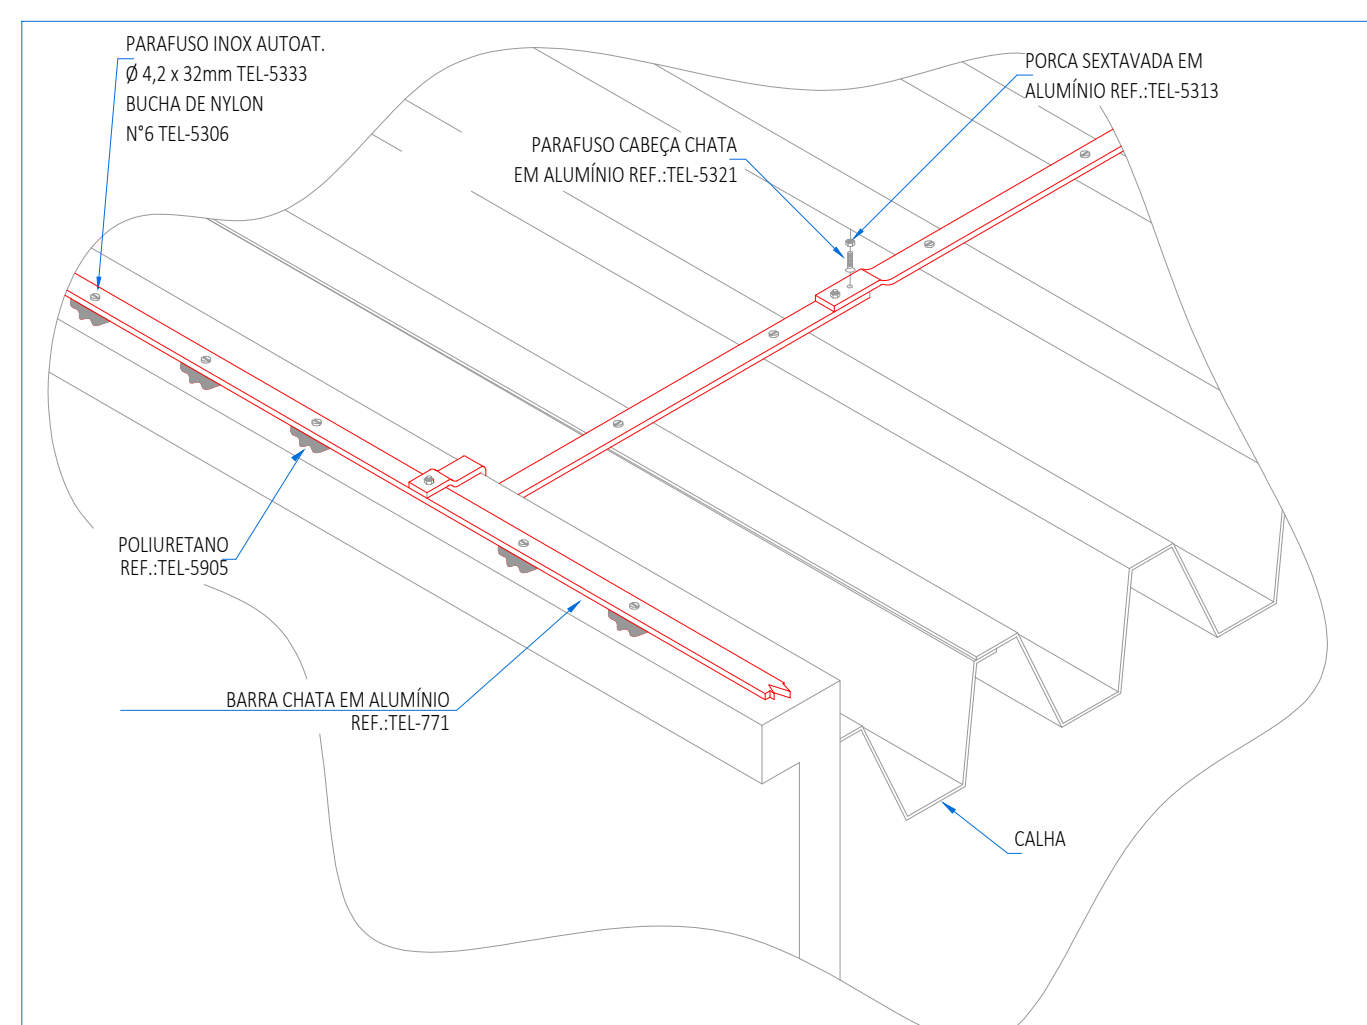 PARAFUSO INOX AUTOAT.
Ø 4,2 x 32mm TEL-5333
BUCHA DE NYLON
N°6 TEL-5306
PORCA SEXTAVADA EM
ALUMÍNIO REF.:TEL-5313
PARAFUSO CABEÇA CHATA
EM ALUMÍNIO REF.:TEL-5321
POLIURETANO
REF.:TEL-5905
BARRA CHATA EM ALUMÍNIO
REF.:TEL-771
CALHA